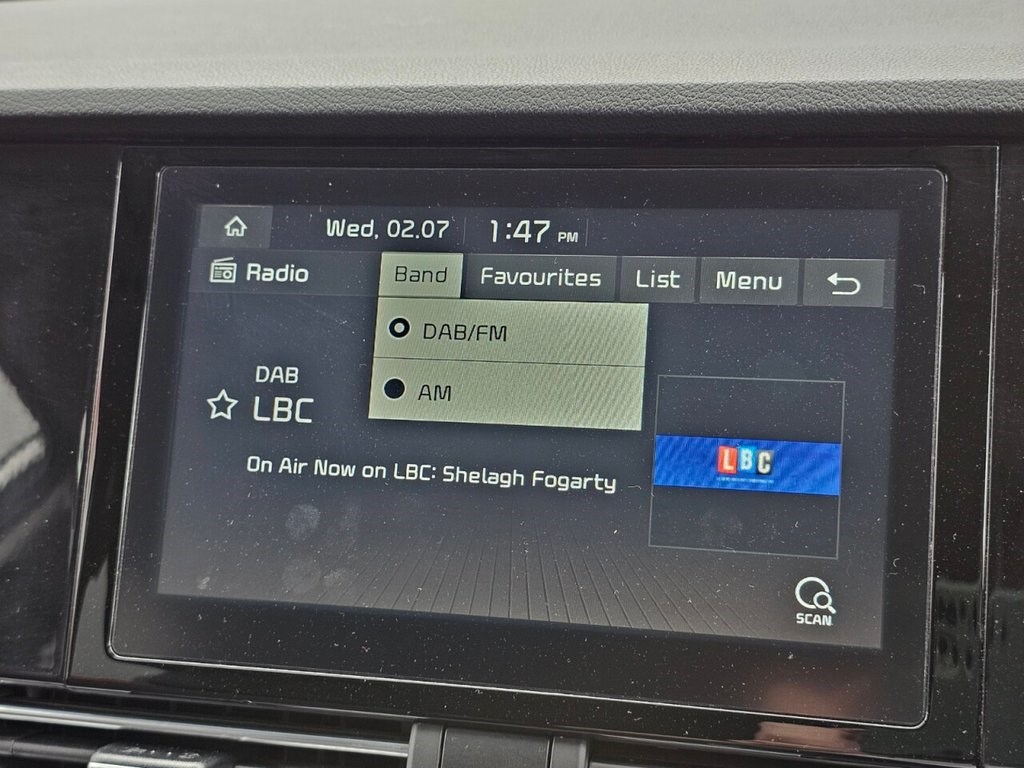 Wed, 02.07 1:47 PM
Radio Band Favourites List Menu
DAB/FM
AM
DAB
LBC
On Air Now on LBC: Shelagh Fogarty
LBC
SCAN